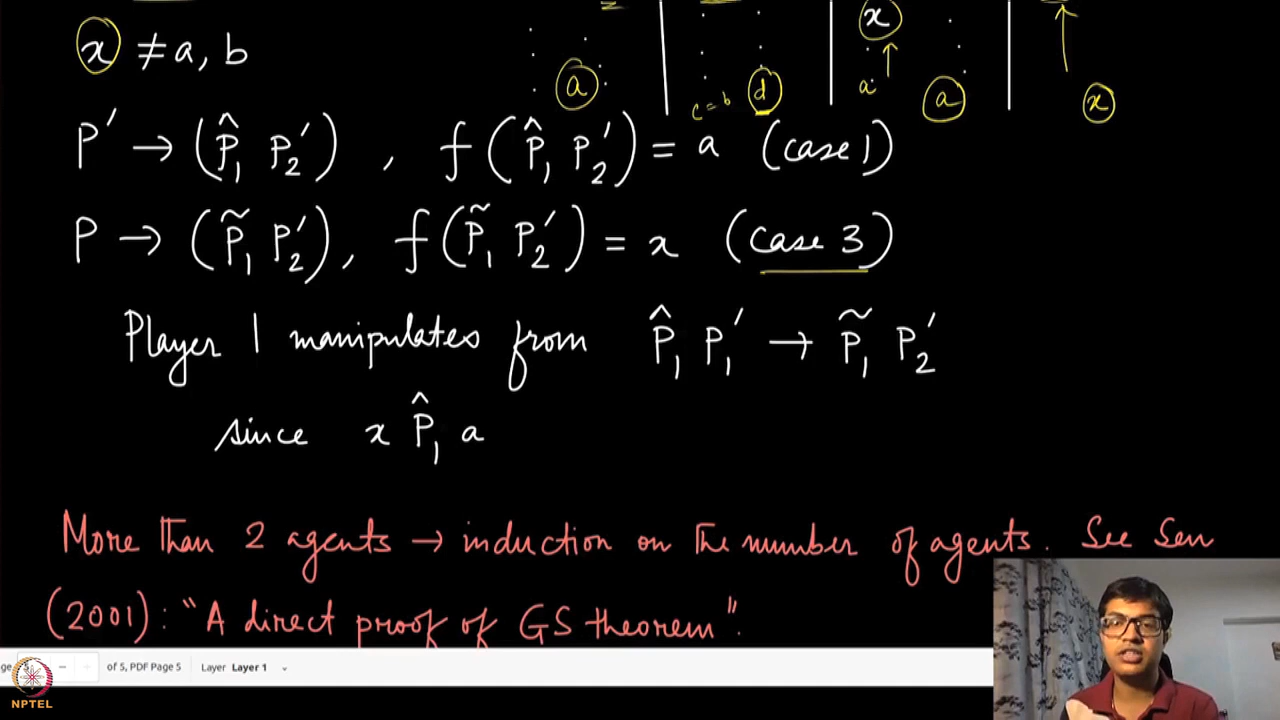 x ≠ a, b
x
a
a
c = b
d
a
x
P' → (P̂₁ P₂') , f(P̂₁ P₂') = a (case 1)
P → (P̃₁ P₂'), f(P̃₁ P₂') = x (case 3)
Player 1 manipulates from P̂₁ P₁' → P̃₁ P₂'
since x P̂₁ a
More than 2 agents → induction on the number of agents. See Sen
(2001): "A direct proof of GS theorem".
ge
5
of 5, PDF Page 5
Layer Layer 1
NPTEL